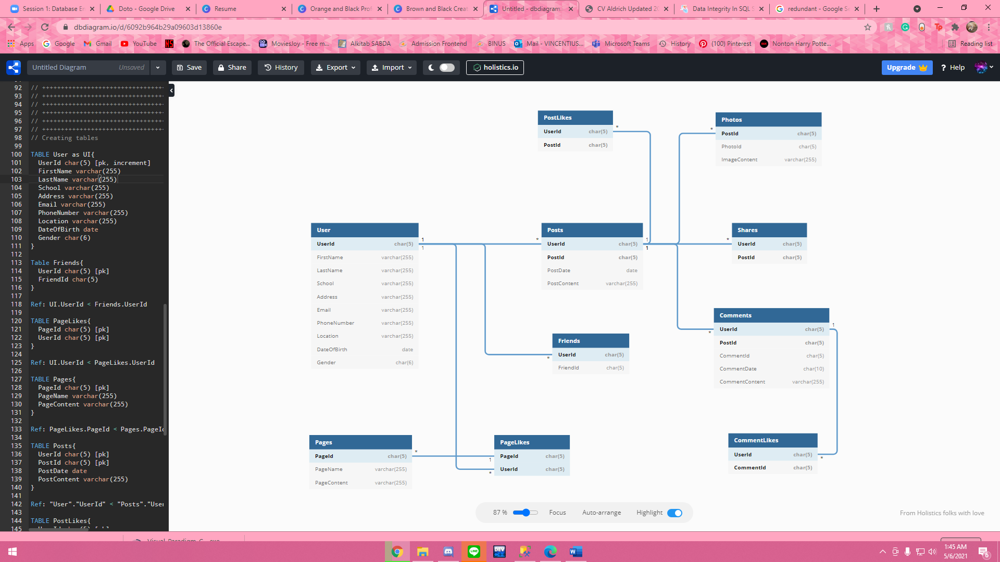 Session 1: Database En
Doto - Google Drive
Resume
Orange and Black Prof
Brown and Black Creat
Untitled - dbdiagram
CV Aldrich Updated 20
Data Integrity In SQL S
redundant - Google Se
dbdiagram.io/d/6092b964b29a09603d13860e
Apps
Google
Gmail
YouTube
The Official Escape...
MoviesJoy - Free m...
Alkitab SABDA
Admission Frontend
BINUS
Mail - VINCENTIUS...
Microsoft Teams
History
(100) Pinterest
Nonton Harry Potte...
Reading list
Untitled Diagram
Unsaved
Save
Share
History
Export
Import
holistics.io
Upgrade
? Help
92 // ++++++++++++++++++++++++++++++++
93 // ++++++++++++++++++++++++++++++++
94 // ++++++++++++++++++++++++++++++++
95 // ++++++++++++++++++++++++++++++++
96 // ++++++++++++++++++++++++++++++++
97 // ++++++++++++++++++++++++++++++++
98 // Creating tables
99
100 TABLE User as UI{
101 UserId char(5) [pk, increment]
102 FirstName varchar(255)
103 LastName varchar(255)
104 School varchar(255)
105 Address varchar(255)
106 Email varchar(255)
107 PhoneNumber varchar(255)
108 Location varchar(255)
109 DateOfBirth date
110 Gender char(6)
111 }
112
113 Table Friends{
114 UserId char(5) [pk]
115 FriendId char(5)
116 }
117
118 Ref: UI.UserId < Friends.UserId
119
120 TABLE PageLikes{
121 PageId char(5) [pk]
122 UserId char(5) [pk]
123 }
124
125 Ref: UI.UserId < PageLikes.UserId
126
127 TABLE Pages{
128 PageId char(5) [pk]
129 PageName varchar(255)
130 PageContent varchar(255)
131 }
132
133 Ref: PageLikes.PageId < Pages.PageId
134
135 TABLE Posts{
136 UserId char(5) [pk]
137 PostId char(5) [pk]
138 PostDate date
139 PostContent varchar(255)
140 }
141
142 Ref: "User"."UserId" < "Posts"."User
143
144 TABLE PostLikes{
145
PostLikes
UserId char(5)
PostId char(5)
*
Photos
PostId char(5)
PhotoId char(5)
ImageContent varchar(255)
*
User
UserId char(5)
FirstName varchar(255)
LastName varchar(255)
School varchar(255)
Address varchar(255)
Email varchar(255)
PhoneNumber varchar(255)
Location varchar(255)
DateOfBirth date
Gender char(6)
1
1
*
Posts
UserId char(5)
PostId char(5)
PostDate date
PostContent varchar(255)
1
1
*
Shares
UserId char(5)
PostId char(5)
Friends
UserId char(5)
FriendId char(5)
*
Comments
UserId char(5)
PostId char(5)
CommentId char(5)
CommentDate char(10)
CommentContent varchar(255)
*
1
Pages
PageId char(5)
PageName varchar(255)
PageContent varchar(255)
*
1
*
PageLikes
PageId char(5)
UserId char(5)
CommentLikes
UserId char(5)
CommentId char(5)
*
87 %
Focus
Auto-arrange
Highlight
From Holistics folks with love
LINE
DEV
C++
1:45 AM
5/6/2021
6